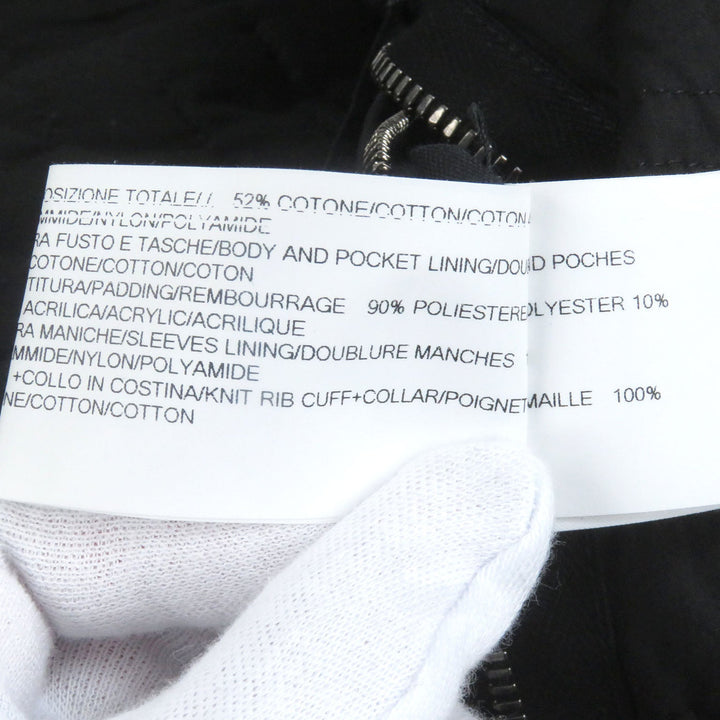 OSIZIONE TOTALE/ 52% COTONE/COTTON/COTON
MMIDE/NYLON/POLYAMIDE
RA FUSTO E TASCHE/BODY AND POCKET LINING/DOU D POCHES
COTONE/COTTON/COTON
TITURA/PADDING/REMBOURRAGE 90% POLIESTERE OLYESTER 10%
ACRILICA/ACRYLIC/ACRILIQUE
RA MANICHE/SLEEVES LINING/DOUBLURE MANCHES
MMIDE/NYLON/POLYAMIDE
+COLLO IN COSTINA/KNIT RIB CUFF+COLLAR/POIGNET MAILLE 100%
NE/COTTON/COTTON